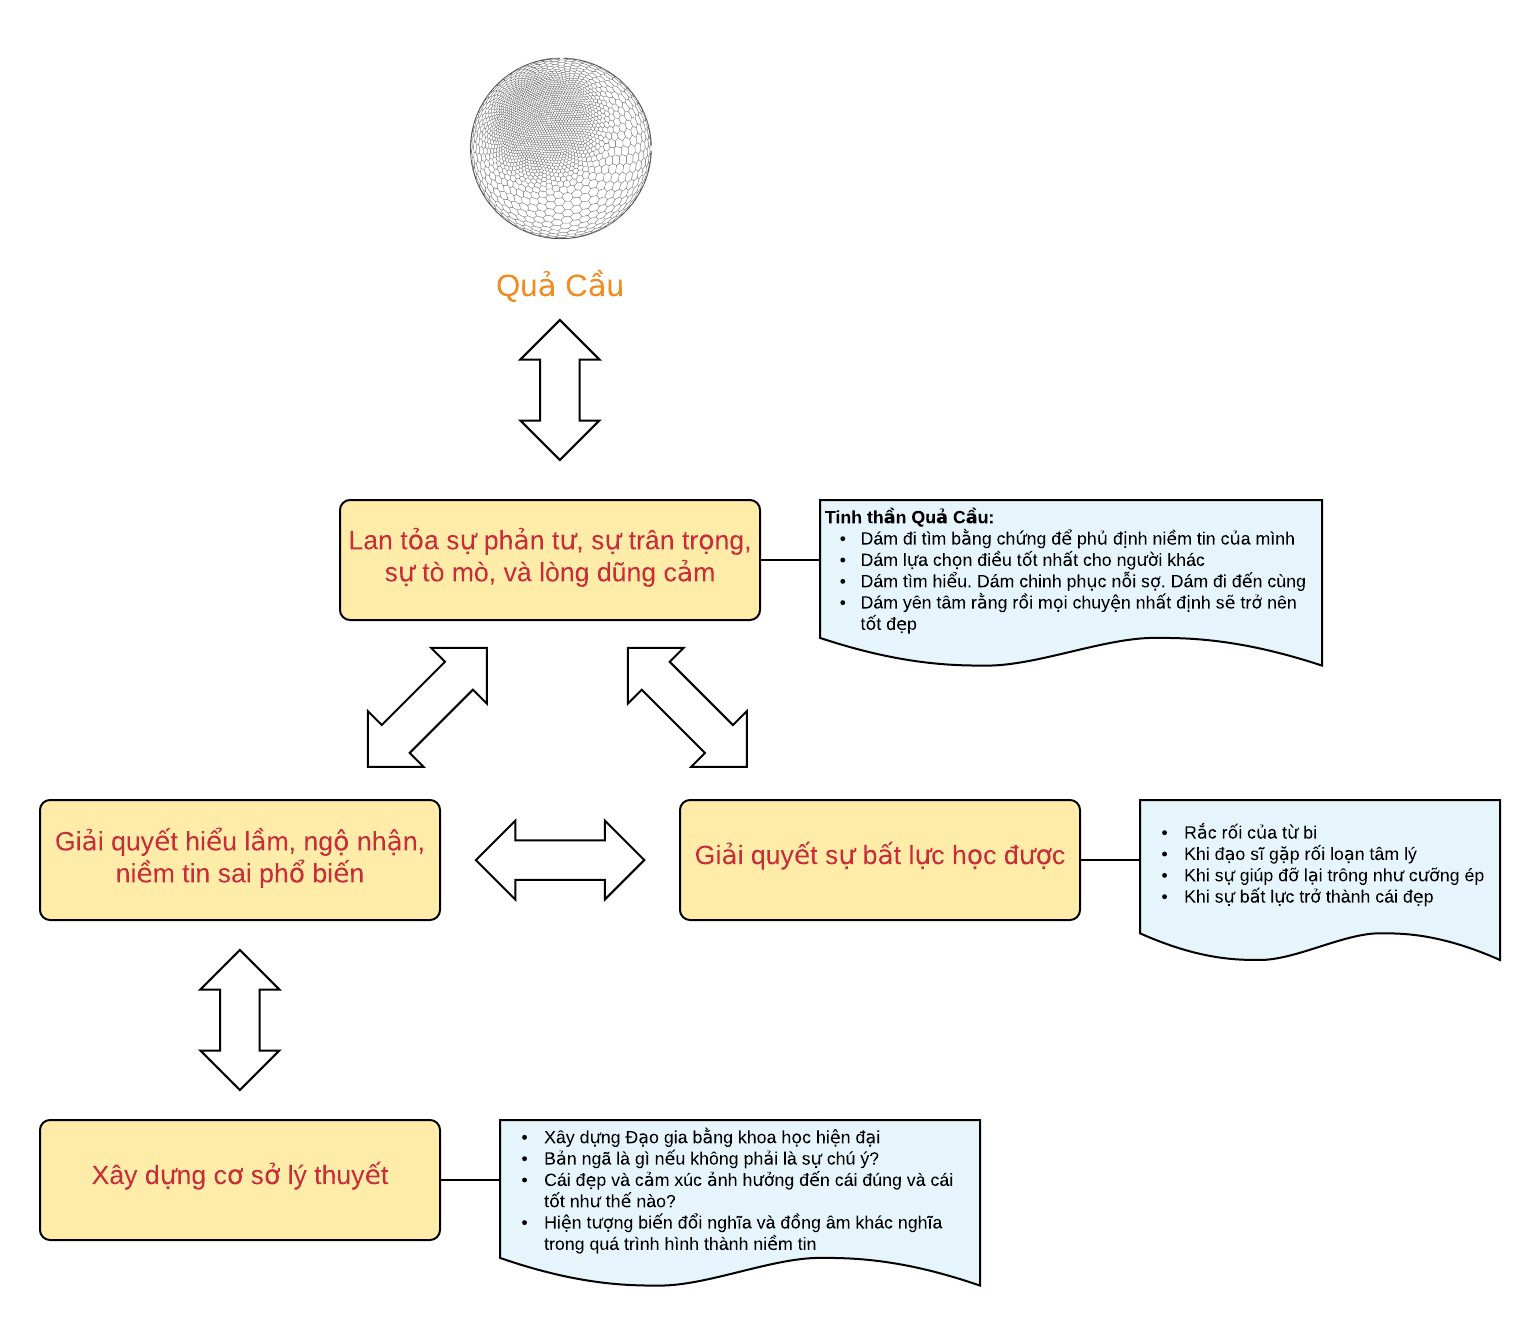 Quả Cầu
Lan tỏa sự phản tư, sự trân trọng,
sự tò mò, và lòng dũng cảm
Tinh thần Quả Cầu:
• Dám đi tìm bằng chứng để phủ định niềm tin của mình
• Dám lựa chọn điều tốt nhất cho người khác
• Dám tìm hiểu. Dám chinh phục nỗi sợ. Dám đi đến cùng
• Dám yên tâm rằng rồi mọi chuyện nhất định sẽ trở nên
tốt đẹp
Giải quyết hiểu lầm, ngộ nhận,
niềm tin sai phổ biến
Giải quyết sự bất lực học được
• Rắc rối của từ bi
• Khi đạo sĩ gặp rối loạn tâm lý
• Khi sự giúp đỡ lại trông như cưỡng ép
• Khi sự bất lực trở thành cái đẹp
Xây dựng cơ sở lý thuyết
• Xây dựng Đạo gia bằng khoa học hiện đại
• Bản ngã là gì nếu không phải là sự chú ý?
• Cái đẹp và cảm xúc ảnh hưởng đến cái đúng và cái
tốt như thế nào?
• Hiện tượng biến đổi nghĩa và đồng âm khác nghĩa
trong quá trình hình thành niềm tin